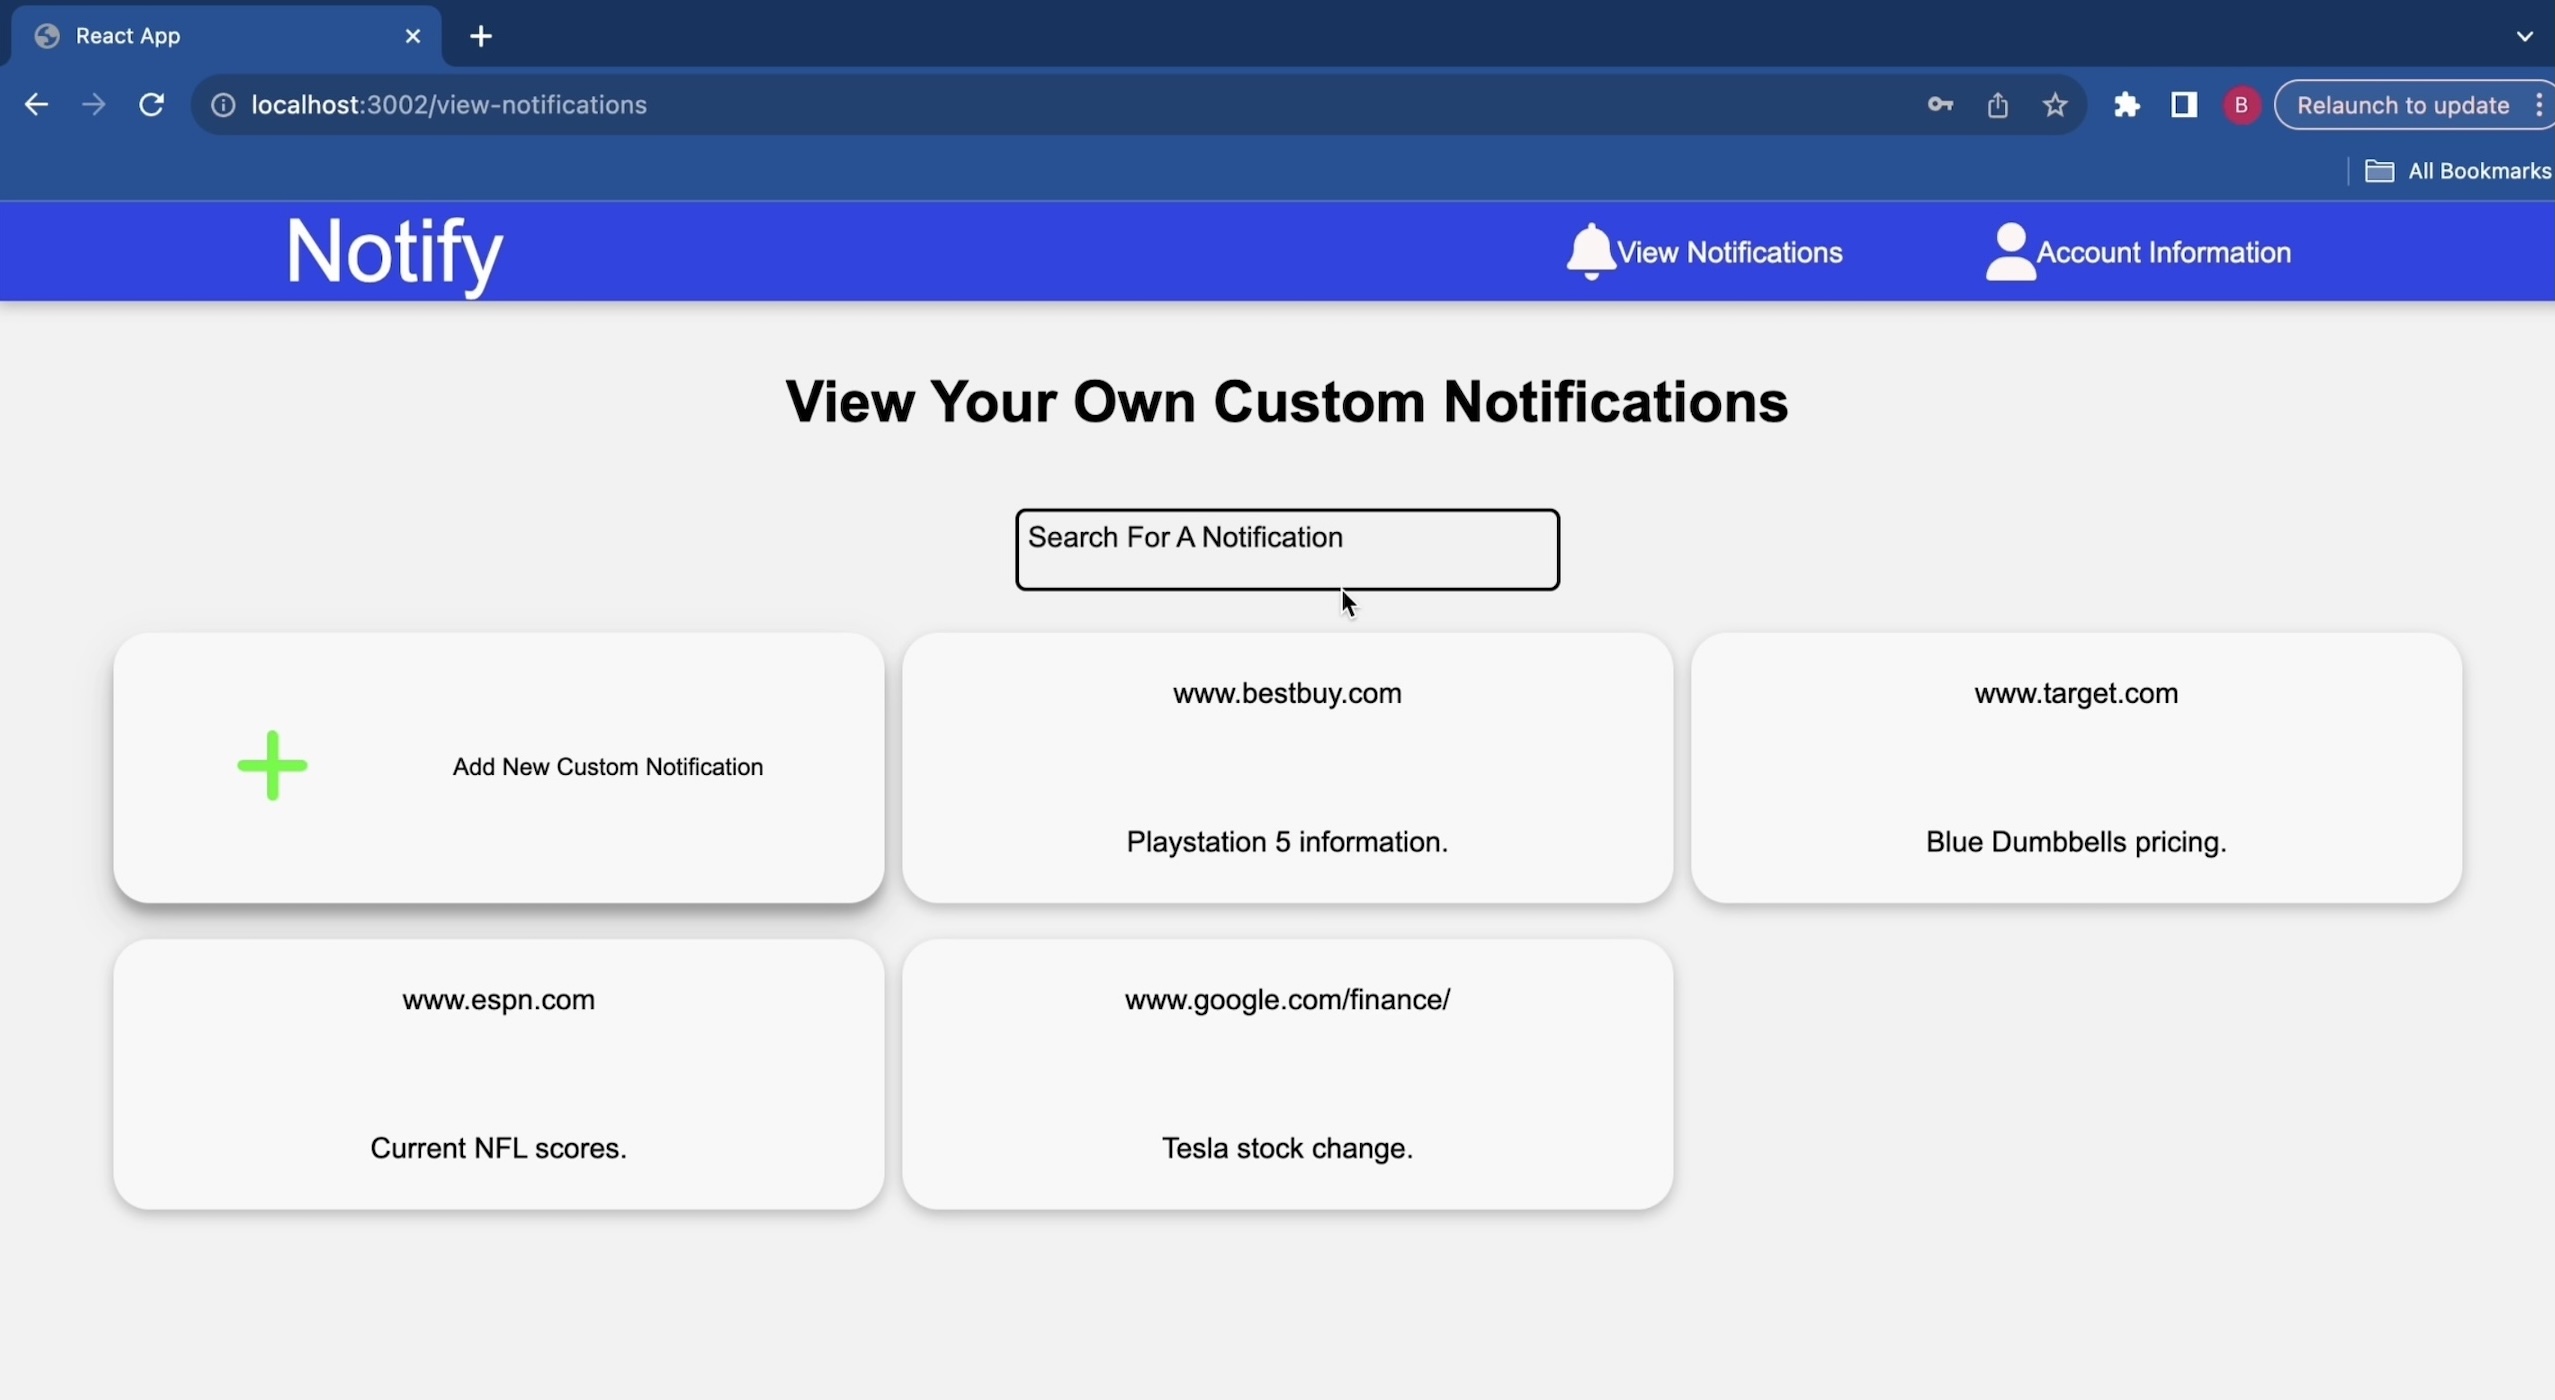 React App
localhost:3002/view-notifications
B
Relaunch to update
All Bookmarks
Notify
View Notifications
Account Information
View Your Own Custom Notifications
Search For A Notification
Add New Custom Notification
www.bestbuy.com
Playstation 5 information.
www.target.com
Blue Dumbbells pricing.
www.espn.com
Current NFL scores.
www.google.com/finance/
Tesla stock change.